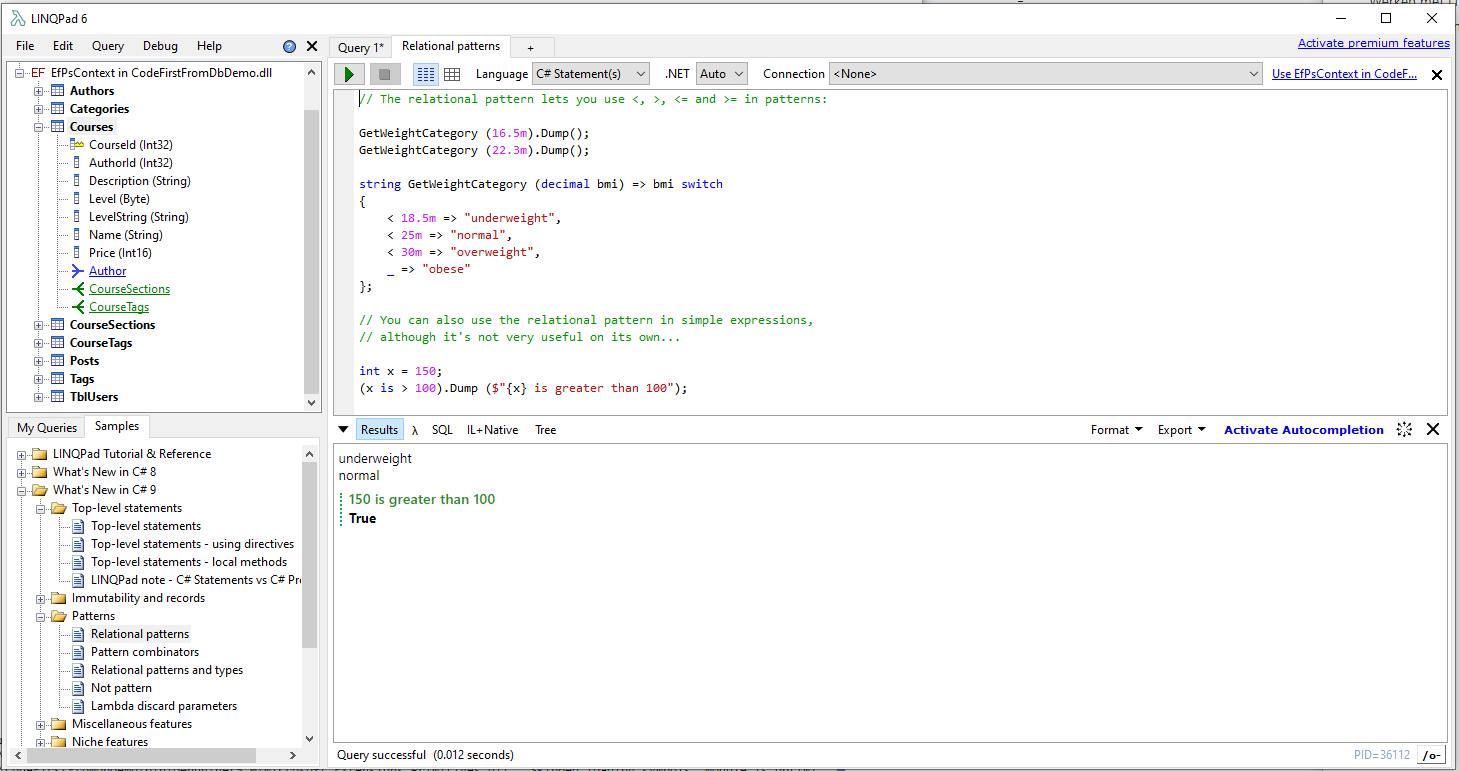 LINQPad 6
File Edit Query Debug Help
Query 1* Relational patterns +
Activate premium features
EF EfPsContext in CodeFirstFromDbDemo.dll
Authors
Categories
Courses
CourseId (Int32)
AuthorId (Int32)
Description (String)
Level (Byte)
LevelString (String)
Name (String)
Price (Int16)
Author
CourseSections
CourseTags
CourseSections
CourseTags
Posts
Tags
TblUsers
My Queries Samples
LINQPad Tutorial & Reference
What's New in C# 8
What's New in C# 9
Top-level statements
Top-level statements
Top-level statements - using directives
Top-level statements - local methods
LINQPad note - C# Statements vs C# Pr
Immutability and records
Patterns
Relational patterns
Pattern combinators
Relational patterns and types
Not pattern
Lambda discard parameters
Miscellaneous features
Niche features
Language C# Statement(s) .NET Auto Connection <None> Use EfPsContext in CodeF...
// The relational pattern lets you use <, >, <= and >= in patterns:
GetWeightCategory (16.5m).Dump();
GetWeightCategory (22.3m).Dump();
string GetWeightCategory (decimal bmi) => bmi switch
{
< 18.5m => "underweight",
< 25m => "normal",
< 30m => "overweight",
_ => "obese"
};
// You can also use the relational pattern in simple expressions,
// although it's not very useful on its own...
int x = 150;
(x is > 100).Dump ($"{x} is greater than 100");
Results λ SQL IL+Native Tree Format Export Activate Autocompletion
underweight
normal
150 is greater than 100
True
Query successful (0.012 seconds)
PID=36112 /o-